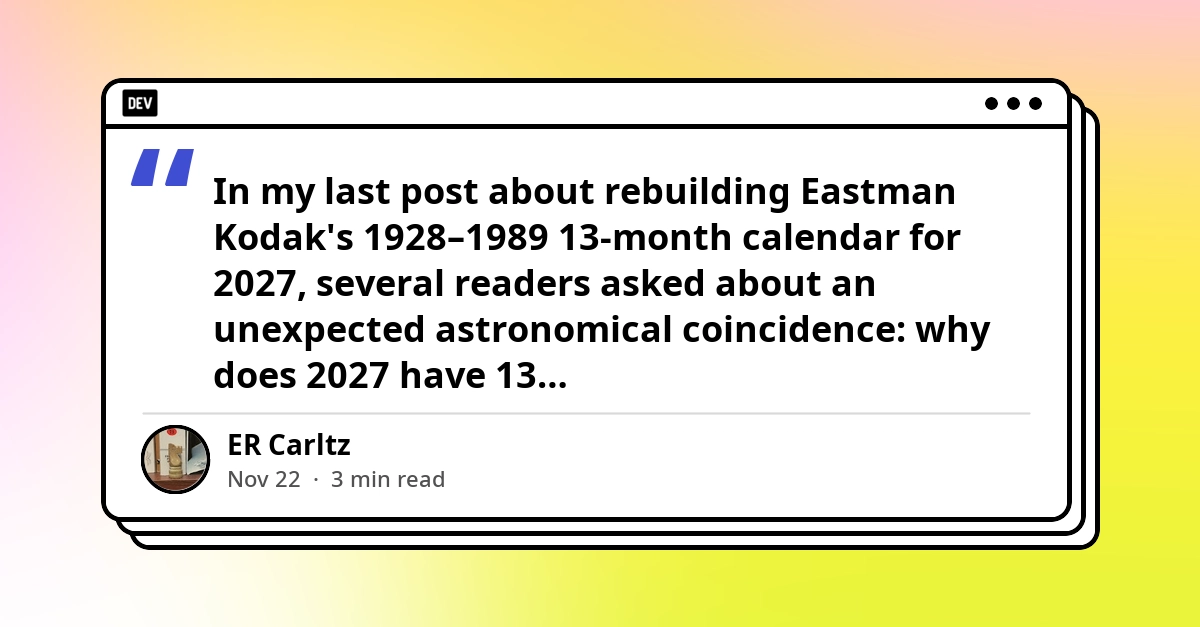 DEV
“
In my last post about rebuilding Eastman
Kodak's 1928–1989 13-month calendar for
2027, several readers asked about an
unexpected astronomical coincidence: why
does 2027 have 13...
ER Carltz
Nov 22 · 3 min read